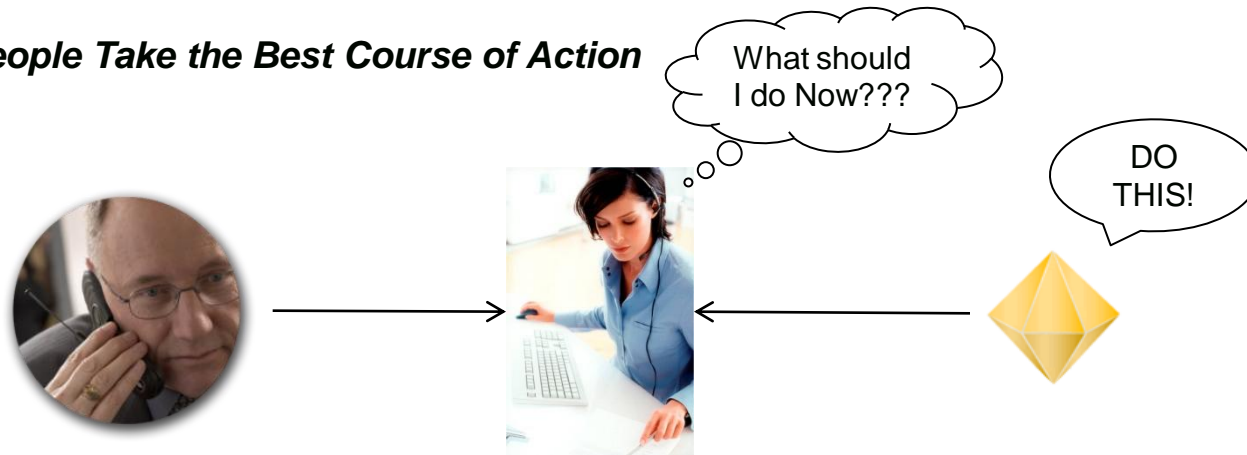 eople Take the Best Course of Action
What should
I do Now???
DO
THIS!